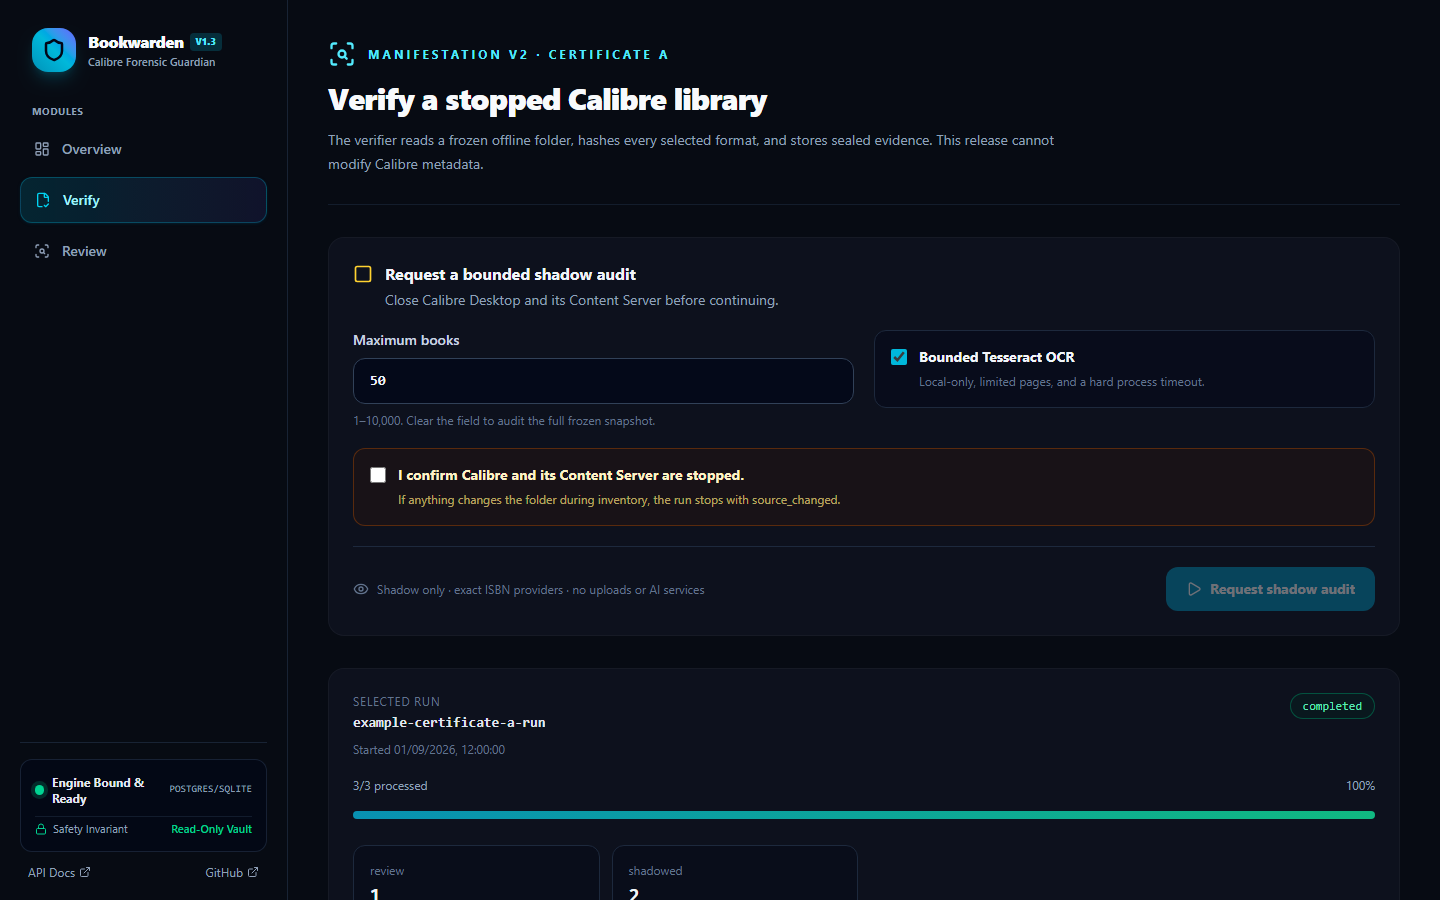 Bookwarden V1.3
Calibre Forensic Guardian
MODULES
Overview
Verify
Review
Engine Bound & Ready
POSTGRES/SQLITE
Safety Invariant
Read-Only Vault
API Docs
GitHub
MANIFESTATION V2 · CERTIFICATE A
Verify a stopped Calibre library
The verifier reads a frozen offline folder, hashes every selected format, and stores sealed evidence. This release cannot
modify Calibre metadata.
Request a bounded shadow audit
Close Calibre Desktop and its Content Server before continuing.
Maximum books
50
1–10,000. Clear the field to audit the full frozen snapshot.
Bounded Tesseract OCR
Local-only, limited pages, and a hard process timeout.
I confirm Calibre and its Content Server are stopped.
If anything changes the folder during inventory, the run stops with source_changed.
Shadow only · exact ISBN providers · no uploads or AI services
Request shadow audit
SELECTED RUN
example-certificate-a-run
completed
Started 01/09/2026, 12:00:00
3/3 processed
100%
review
1
shadowed
2